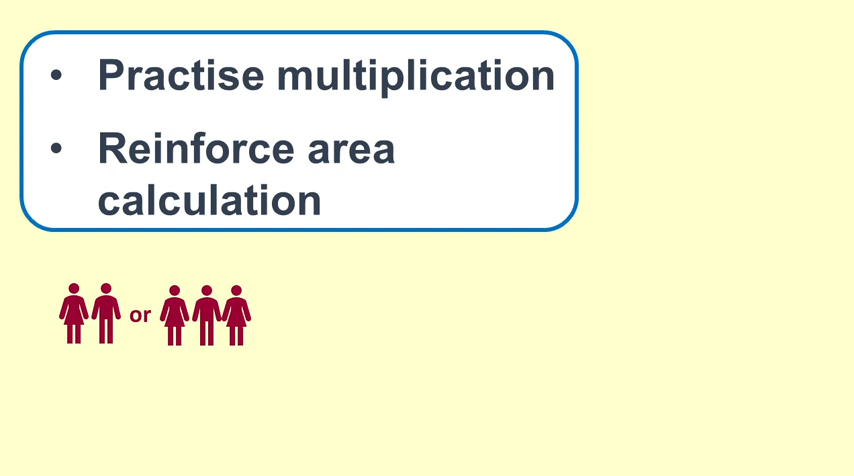 • Practise multiplication
• Reinforce area
calculation
or